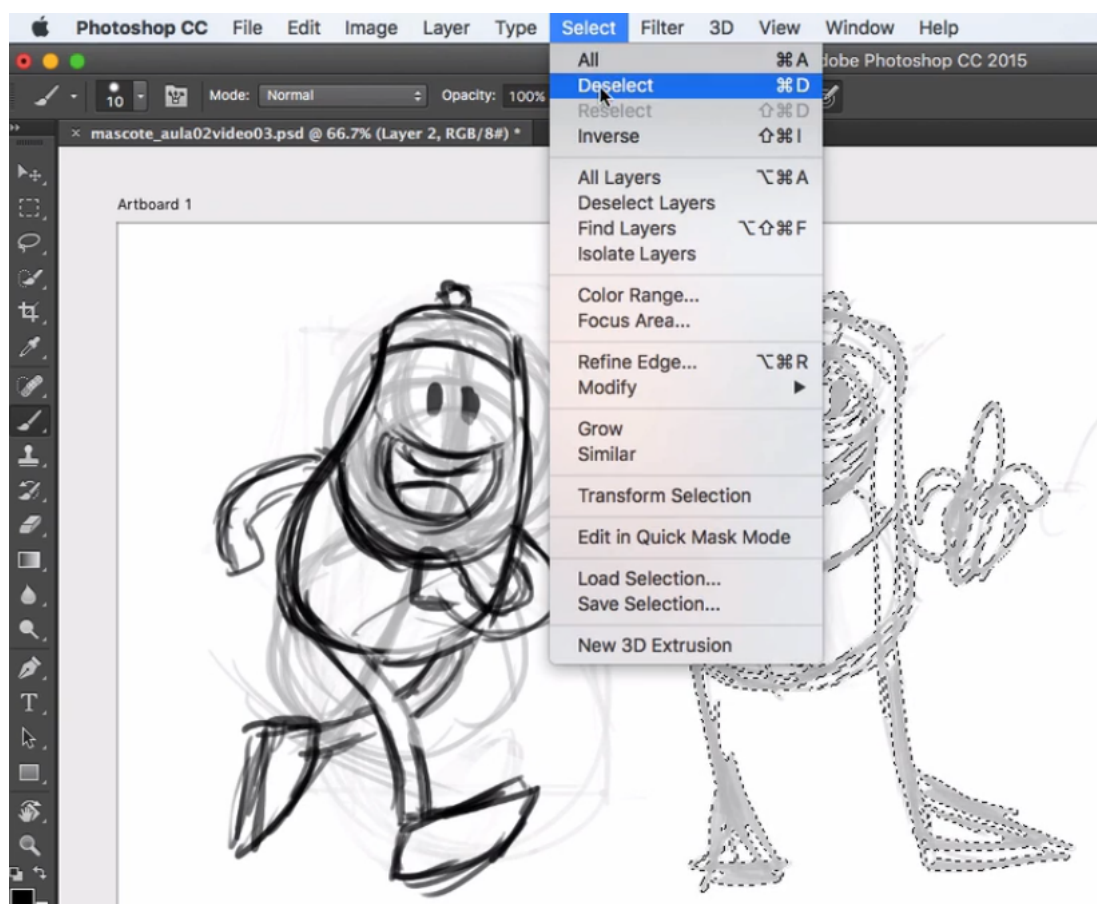 Photoshop CC File Edit Image Layer Type Select Filter 3D View Window Help
dobe Photoshop CC 2015
10 Mode: Normal Opacity: 100%
× mascote_aula02video03.psd @ 66.7% (Layer 2, RGB/8#) *
Artboard 1
All ⌘A
Deselect ⌘D
Reselect ⇧⌘D
Inverse ⇧⌘I
All Layers ⌥⌘A
Deselect Layers
Find Layers ⌥⇧⌘F
Isolate Layers
Color Range...
Focus Area...
Refine Edge... ⌥⌘R
Modify ▶
Grow
Similar
Transform Selection
Edit in Quick Mask Mode
Load Selection...
Save Selection...
New 3D Extrusion
T